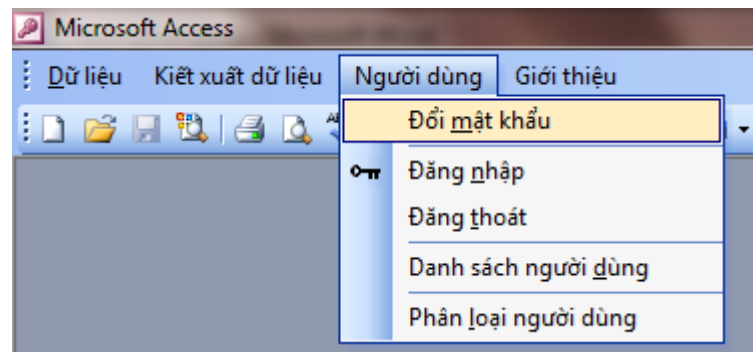 Microsoft Access
Dữ liệu Kiết xuất dữ liệu Người dùng Giới thiệu
Đổi mật khẩu
Đăng nhập
Đăng thoát
Danh sách người dùng
Phân loại người dùng